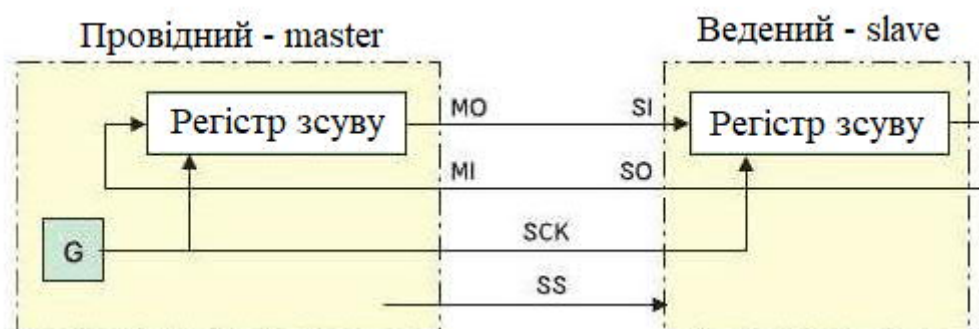 Провідний - master
Ведений - slave
Регістр зсуву
MO
SI
Регістр зсуву
MI
SO
G
SCK
SS